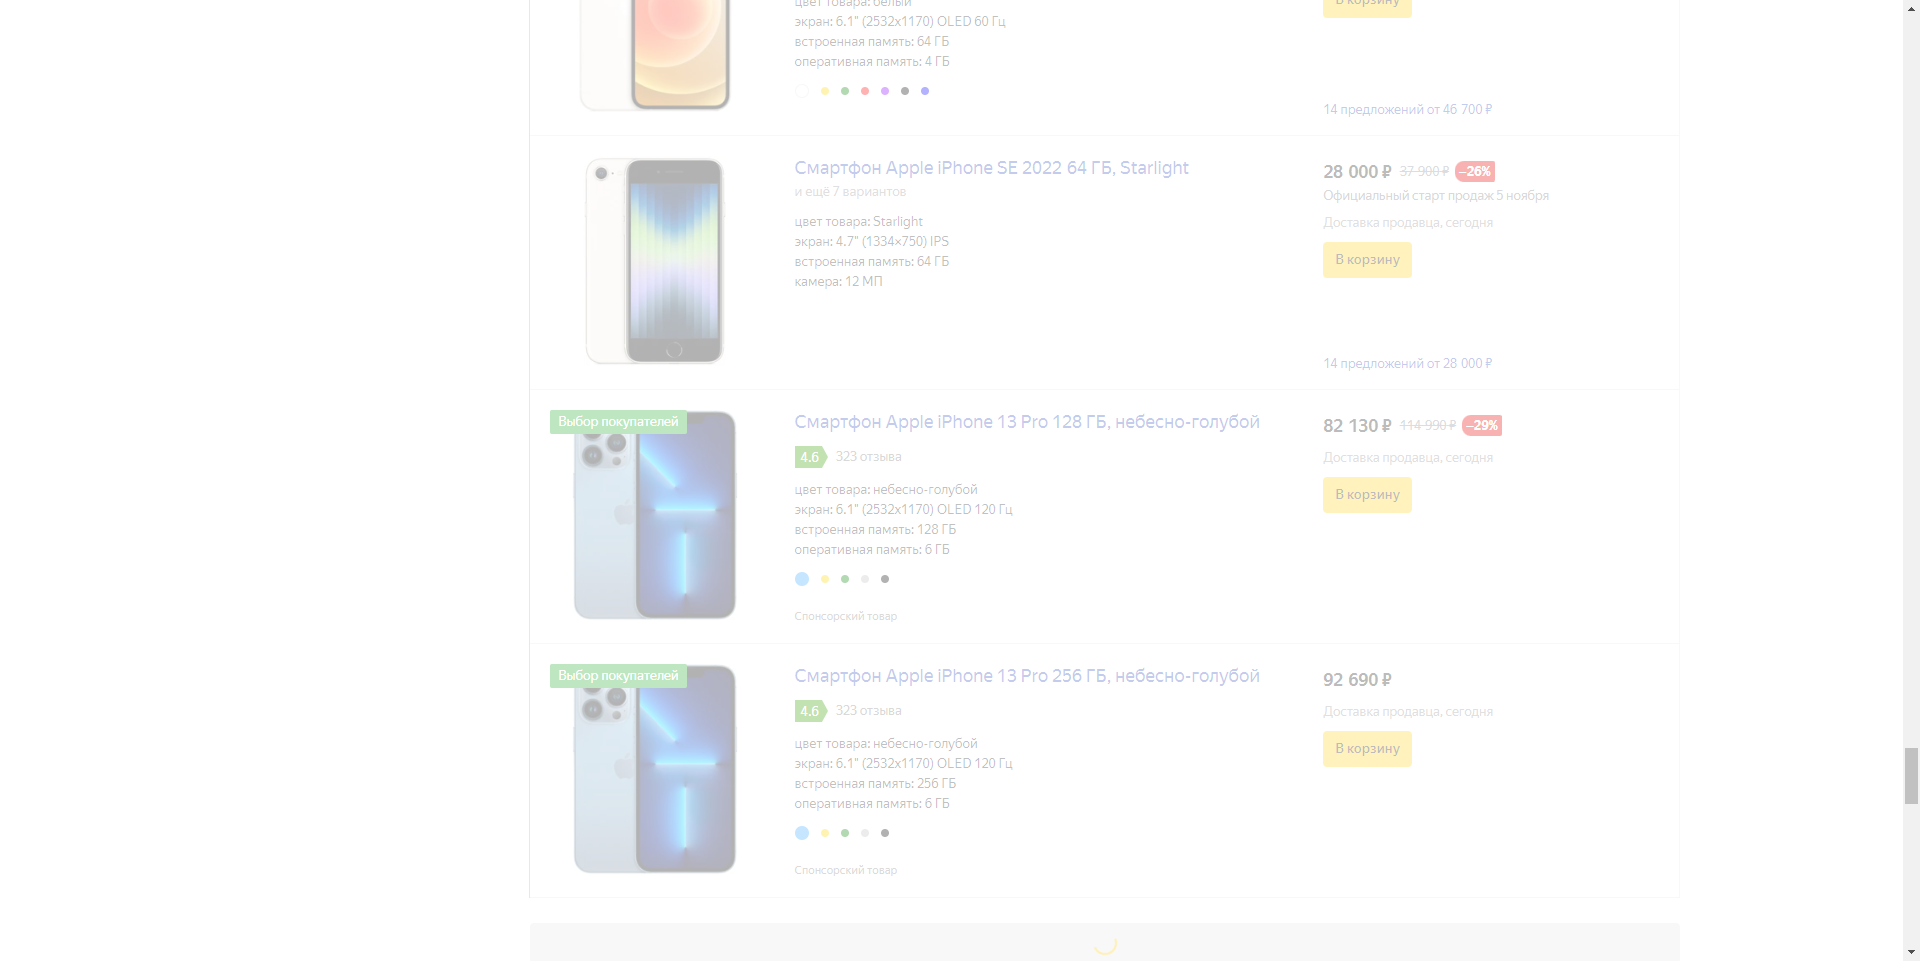 цвет товара: белый
экран: 6.1" (2532x1170) OLED 60 Гц
встроенная память: 64 ГБ
оперативная память: 4 ГБ
В корзину
14 предложений от 46 700 ₽
Смартфон Apple iPhone SE 2022 64 ГБ, Starlight
и ещё 7 вариантов
цвет товара: Starlight
экран: 4.7" (1334×750) IPS
встроенная память: 64 ГБ
камера: 12 МП
28 000 ₽ 37 900 ₽ –26%
Официальный старт продаж 5 ноября
Доставка продавца, сегодня
В корзину
14 предложений от 28 000 ₽
Выбор покупателей
Смартфон Apple iPhone 13 Pro 128 ГБ, небесно-голубой
4.6 323 отзыва
цвет товара: небесно-голубой
экран: 6.1" (2532x1170) OLED 120 Гц
встроенная память: 128 ГБ
оперативная память: 6 ГБ
Спонсорский товар
82 130 ₽ 114 990 ₽ –29%
Доставка продавца, сегодня
В корзину
Выбор покупателей
Смартфон Apple iPhone 13 Pro 256 ГБ, небесно-голубой
4.6 323 отзыва
цвет товара: небесно-голубой
экран: 6.1" (2532x1170) OLED 120 Гц
встроенная память: 256 ГБ
оперативная память: 6 ГБ
Спонсорский товар
92 690 ₽
Доставка продавца, сегодня
В корзину